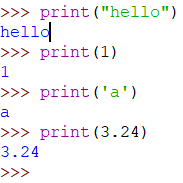 >>> print("hello")
hello
>>> print(1)
1
>>> print('a')
a
>>> print(3.24)
3.24
>>>